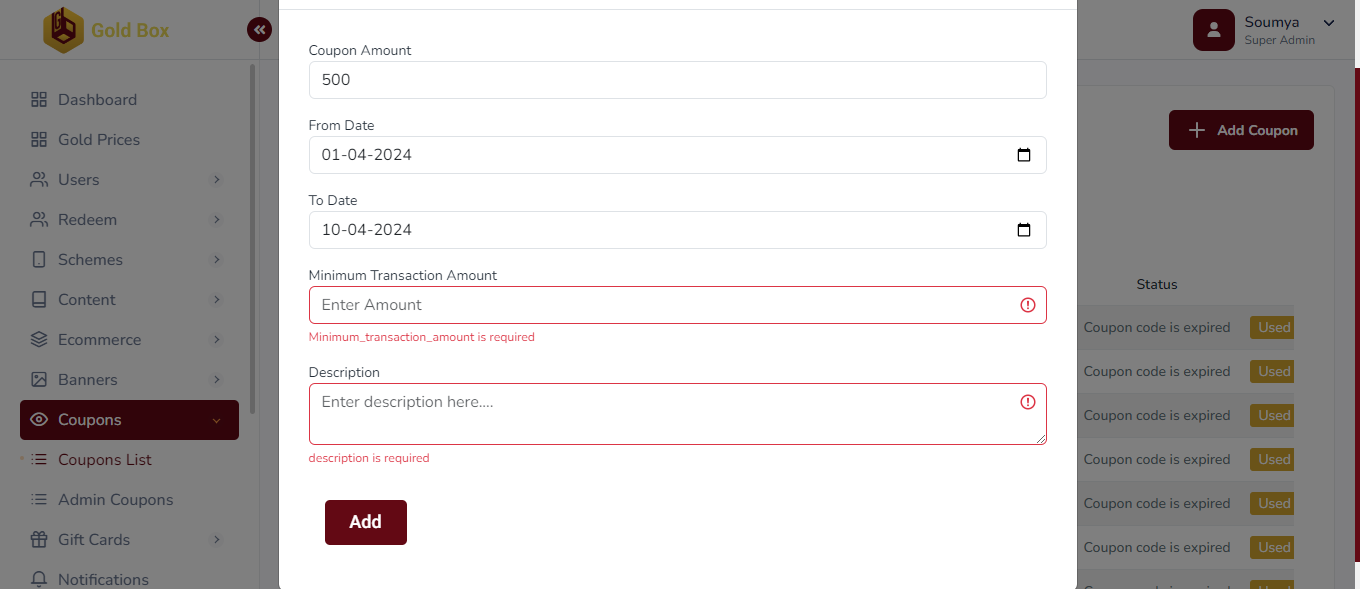 Gold Box
Soumya
Super Admin
Dashboard
Gold Prices
Users
Redeem
Schemes
Content
Ecommerce
Banners
Coupons
Coupons List
Admin Coupons
Gift Cards
Notifications
Coupon Amount
500
From Date
01-04-2024
To Date
10-04-2024
Minimum Transaction Amount
Enter Amount
Minimum_transaction_amount is required
Description
Enter description here....
description is required
Add
Add Coupon
Status
Coupon code is expired Used
Coupon code is expired Used
Coupon code is expired Used
Coupon code is expired Used
Coupon code is expired Used
Coupon code is expired Used